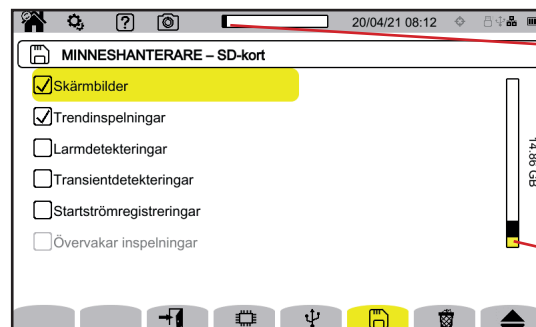 20/04/21 08:12
MINNESHANTERARE – SD-kort
Skärmbilder
Trendinspelningar
Larmdetekteringar
Transientdetekteringar
Startströmregistreringar
Övervakar inspelningar
14.86 GB